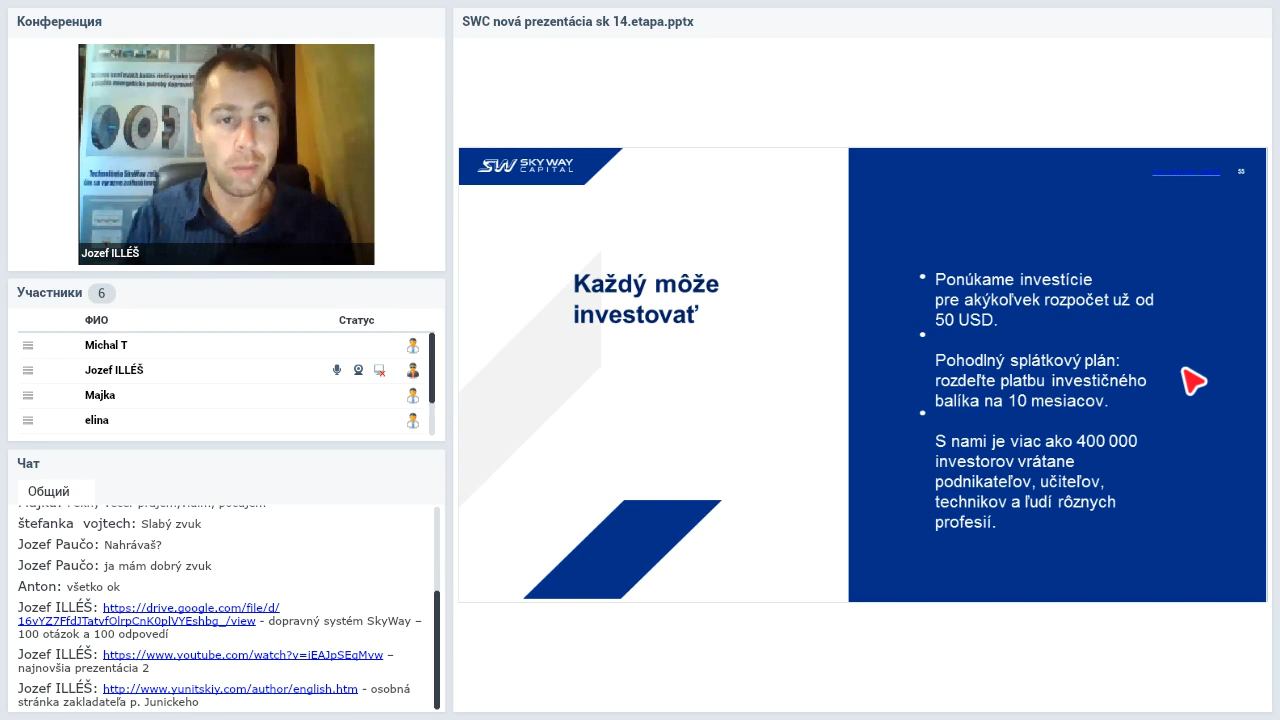 Конференция
Jozef ILLÉŠ
Участники 6
ФИО Статус
Michal T
Jozef ILLÉŠ
Majka
elina
Чат
Общий
štefanka vojtech: Slabý zvuk
Jozef Paučo: Nahrávaš?
Jozef Paučo: ja mám dobrý zvuk
Anton: všetko ok
Jozef ILLÉŠ: https://drive.google.com/file/d/
16vYZ7FfdJTatvfOlrpCnK0plVYEshbg_/view - dopravný systém SkyWay –
100 otázok a 100 odpovedí
Jozef ILLÉŠ: https://www.youtube.com/watch?v=iEAJpSEqMvw –
najnovšia prezentácia 2
Jozef ILLÉŠ: http://www.yunitskiy.com/author/english.htm - osobná
stránka zakladateľa p. Junickeho
SWC nová prezentácia sk 14.etapa.pptx
SW SKY WAY
CAPITAL
Každý môže
investovať
• Ponúkame investície
pre akýkoľvek rozpočet už od
50 USD.
•
Pohodlný splátkový plán:
rozdeľte platbu investičného
balíka na 10 mesiacov.
•
S nami je viac ako 400 000
investorov vrátane
podnikateľov, učiteľov,
technikov a ľudí rôznych
profesií.